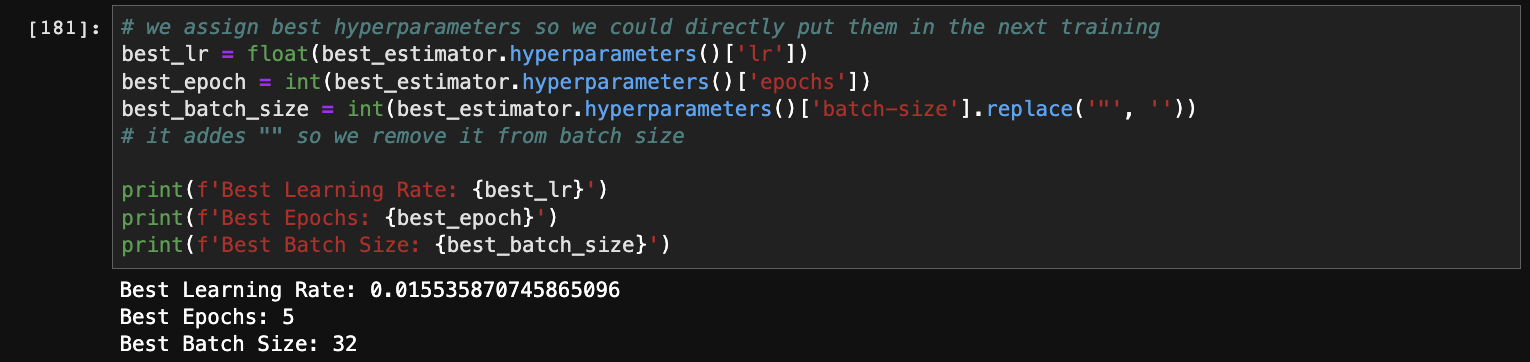 [181]: # we assign best hyperparameters so we could directly put them in the next training
best_lr = float(best_estimator.hyperparameters()['lr'])
best_epoch = int(best_estimator.hyperparameters()['epochs'])
best_batch_size = int(best_estimator.hyperparameters()['batch-size'].replace('"', ''))
# it addes "" so we remove it from batch size
print(f'Best Learning Rate: {best_lr}')
print(f'Best Epochs: {best_epoch}')
print(f'Best Batch Size: {best_batch_size}')
Best Learning Rate: 0.015535870745865096
Best Epochs: 5
Best Batch Size: 32